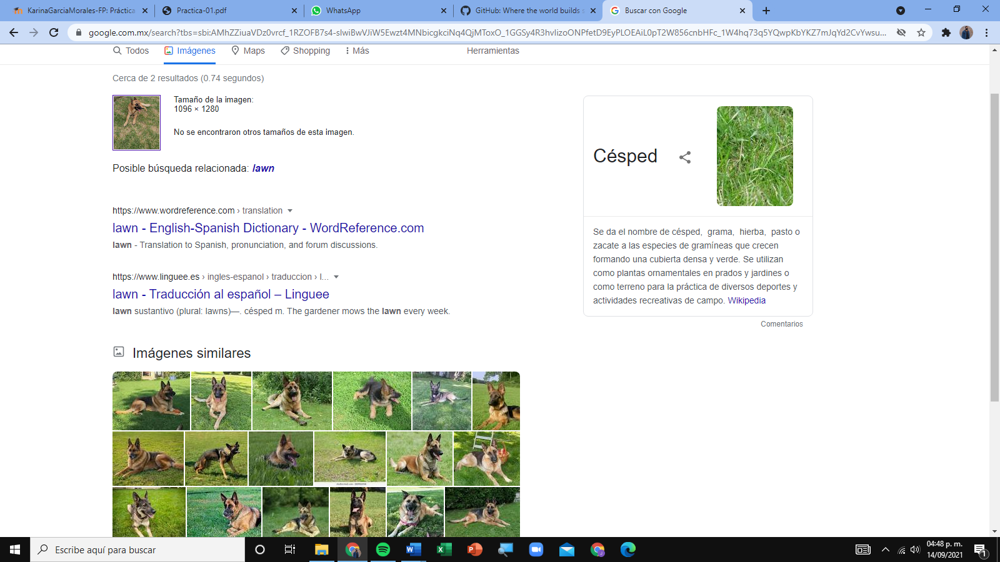 KarinaGarciaMorales-FP: Práctica
Practica-01.pdf
WhatsApp
GitHub: Where the world builds s
Buscar con Google
google.com.mx/search?tbs=sbi:AMhZZiuaVDz0vrcf_1RZOFB7s4-slwiBwVJiW5Ewzt4MNbicgkciNq4QjMToxO_1GGSy4R3hvlizoONPfetD9EyPLOEAiL0pT2W856cnbHFc_1W4hq73q5YQwpKbYKZ7mJqYd2CvYwsu...
Todos
Imágenes
Maps
Shopping
Más
Herramientas
Cerca de 2 resultados (0.74 segundos)
Tamaño de la imagen:
1096 × 1280
No se encontraron otros tamaños de esta imagen.
Posible búsqueda relacionada: lawn
https://www.wordreference.com › translation
lawn - English-Spanish Dictionary - WordReference.com
lawn - Translation to Spanish, pronunciation, and forum discussions.
https://www.linguee.es › ingles-espanol › traduccion › l...
lawn - Traducción al español – Linguee
lawn sustantivo (plural: lawns)—. césped m. The gardener mows the lawn every week.
Imágenes similares
Césped
Se da el nombre de césped, grama, hierba, pasto o
zacate a las especies de gramíneas que crecen
formando una cubierta densa y verde. Se utilizan
como plantas ornamentales en prados y jardines o
como terreno para la práctica de diversos deportes y
actividades recreativas de campo. Wikipedia
Comentarios
Escribe aquí para buscar
04:48 p. m.
14/09/2021
1